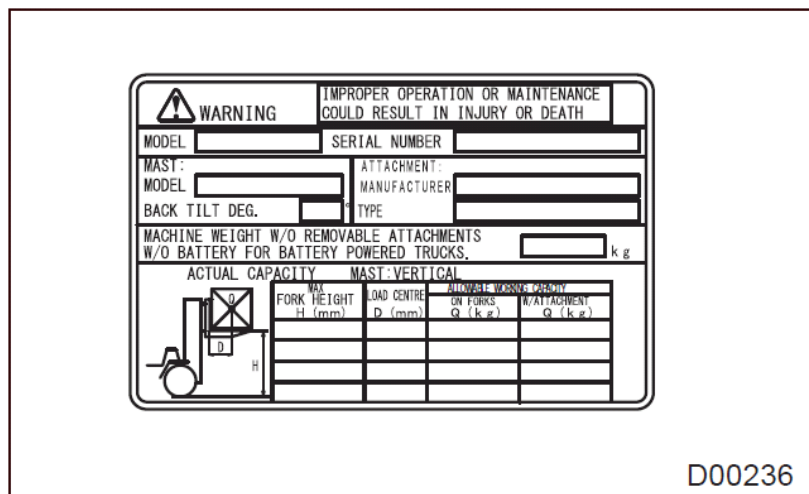 WARNING
IMPROPER OPERATION OR MAINTENANCE
COULD RESULT IN INJURY OR DEATH
MODEL
SERIAL NUMBER
MAST:
MODEL
BACK TILT DEG.
°
ATTACHMENT:
MANUFACTURER
TYPE
MACHINE WEIGHT W/O REMOVABLE ATTACHMENTS
W/O BATTERY FOR BATTERY POWERED TRUCKS.
kg
ACTUAL CAPACITY MAST:VERTICAL
MAX
FORK HEIGHT
H (mm)
LOAD CENTRE
D (mm)
ALLOWABLE WORKING CAPACITY
ON FORKS
Q (kg)
W/ATTACHMENT
Q (kg)
Q
D
H
D00236